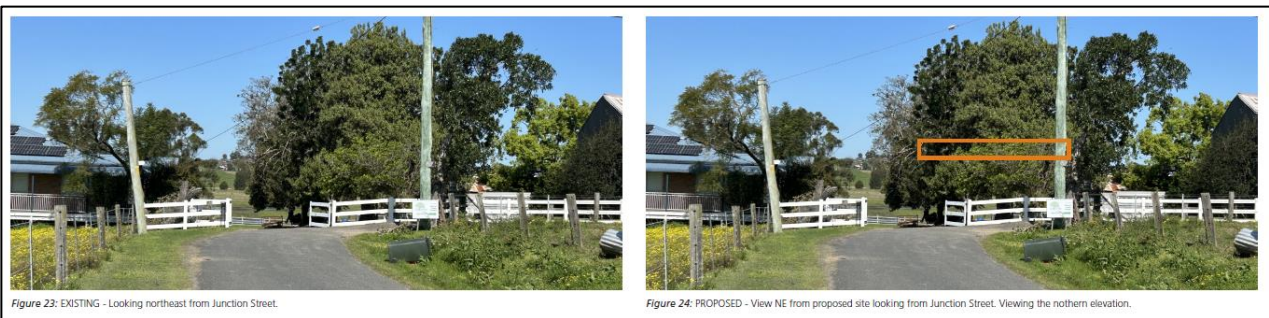 Figure 23: EXISTING - Looking northeast from Junction Street.
Figure 24: PROPOSED - View NE from proposed site looking from Junction Street. Viewing the nothern elevation.